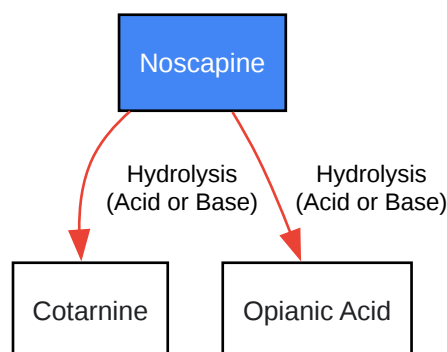 Noscapine
Hydrolysis
(Acid or Base)
Hydrolysis
(Acid or Base)
Cotarnine
Opianic Acid